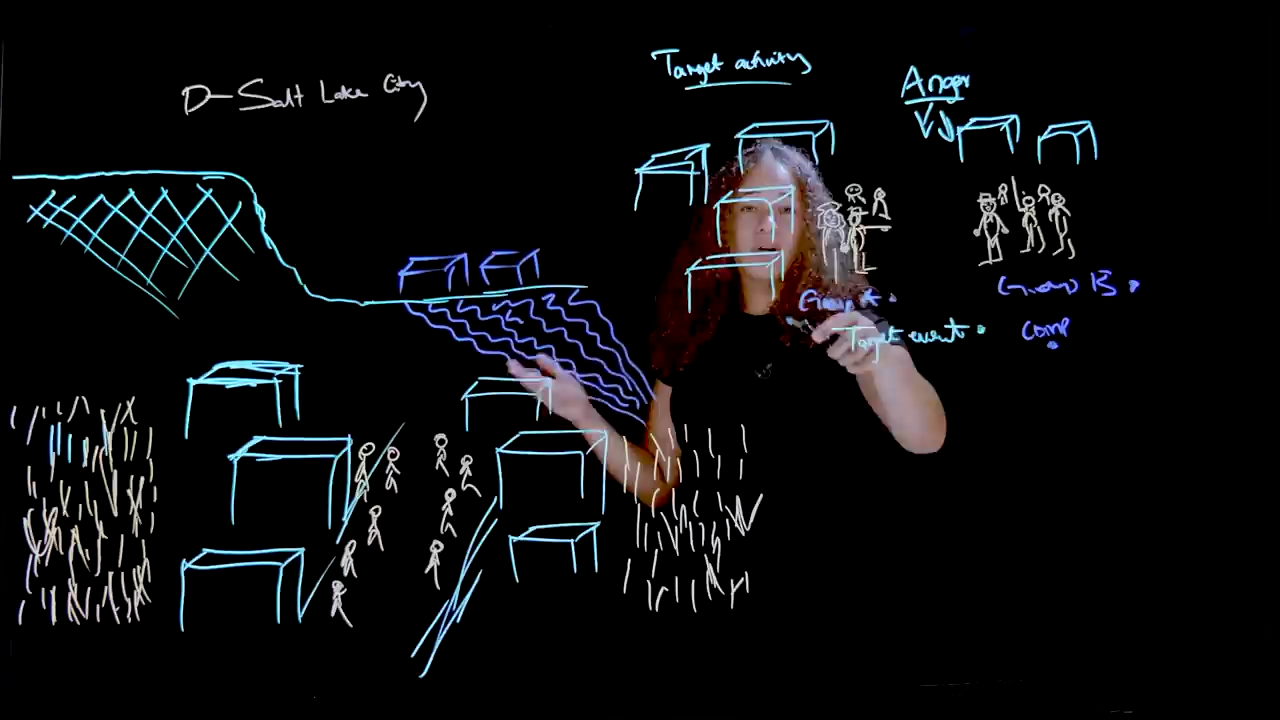 D-Salt Lake City
Target activity
Anger
Group A
Group B
Target event
Comp